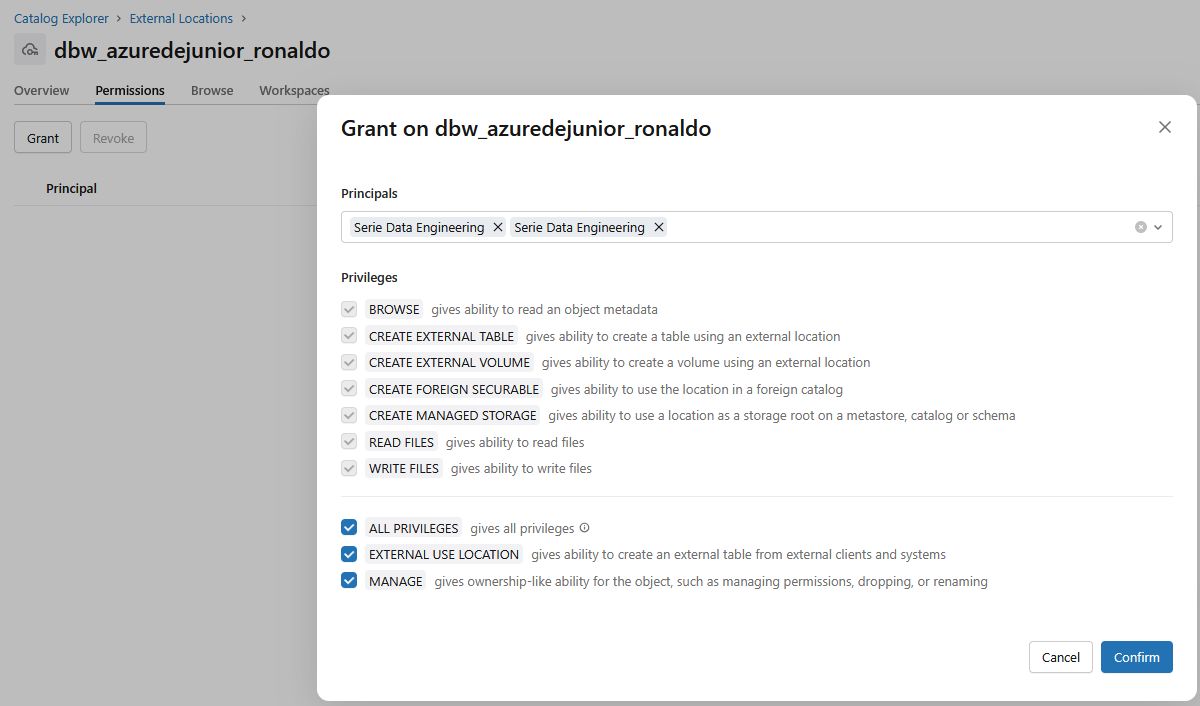 Catalog Explorer > External Locations >
dbw_azuredejunior_ronaldo
Overview Permissions Browse Workspaces
Grant Revoke
Principal
Grant on dbw_azuredejunior_ronaldo
Principals
Serie Data Engineering Serie Data Engineering
Privileges
BROWSE gives ability to read an object metadata
CREATE EXTERNAL TABLE gives ability to create a table using an external location
CREATE EXTERNAL VOLUME gives ability to create a volume using an external location
CREATE FOREIGN SECURABLE gives ability to use the location in a foreign catalog
CREATE MANAGED STORAGE gives ability to use a location as a storage root on a metastore, catalog or schema
READ FILES gives ability to read files
WRITE FILES gives ability to write files
ALL PRIVILEGES gives all privileges
EXTERNAL USE LOCATION gives ability to create an external table from external clients and systems
MANAGE gives ownership-like ability for the object, such as managing permissions, dropping, or renaming
Cancel Confirm